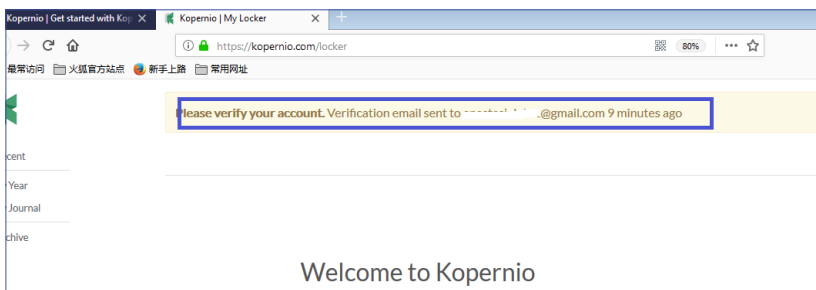 Kopernio | Get started with Kop
Kopernio | My Locker
https://kopernio.com/locker
80%
最常访问 火狐官方站点 新手上路 常用网址
Please verify your account. Verification email sent to @gmail.com 9 minutes ago
Year
Journal
Welcome to Kopernio